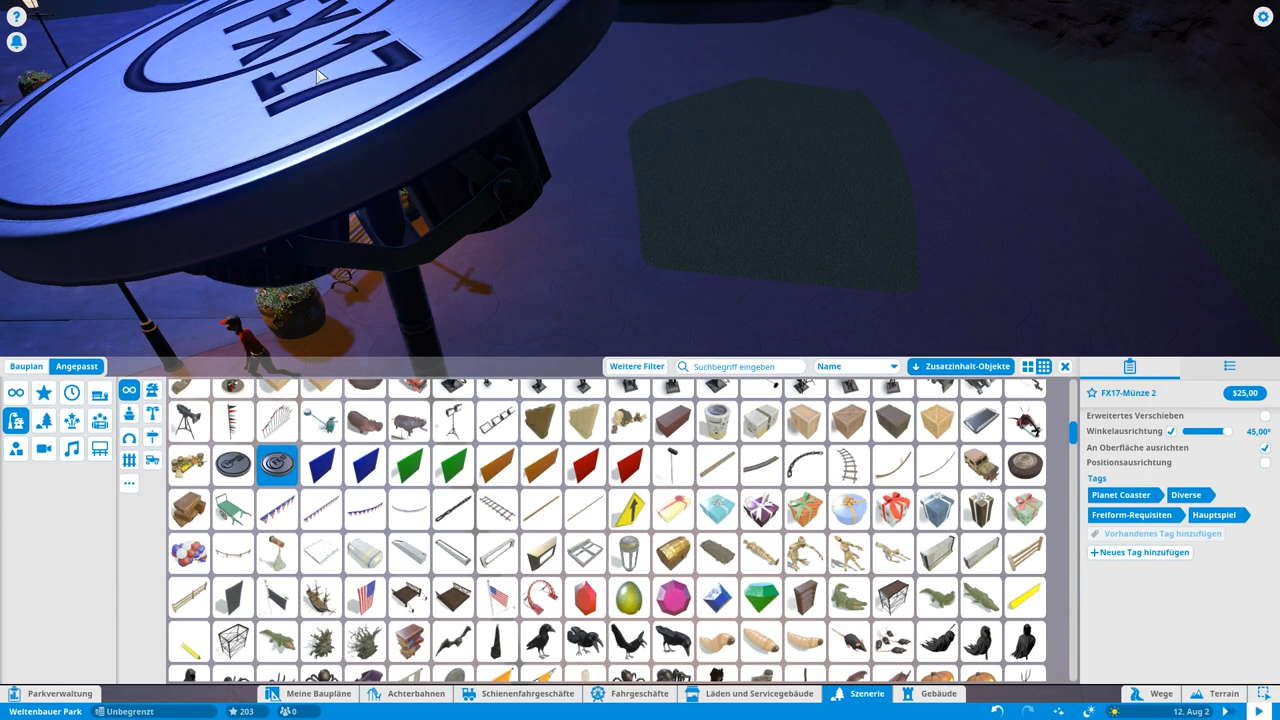 FX17
?
Bauplan
Angepasst
Weitere Filter
Suchbegriff eingeben
Name
Zusatzinhalt-Objekte
FX17-Münze 2
$25,00
Erweitertes Verschieben
Winkelausrichtung
45,00°
An Oberfläche ausrichten
Positionsausrichtung
Tags
Planet Coaster
Diverse
Freiform-Requisiten
Hauptspiel
Vorhandenes Tag hinzufügen
+Neues Tag hinzufügen
Parkverwaltung
Meine Baupläne
Achterbahnen
Schienenfahrgeschäfte
Fahrgeschäfte
Läden und Servicegebäude
Szenerie
Gebäude
Wege
Terrain
Weltenbauer Park
Unbegrenzt
203
0
12. Aug 2